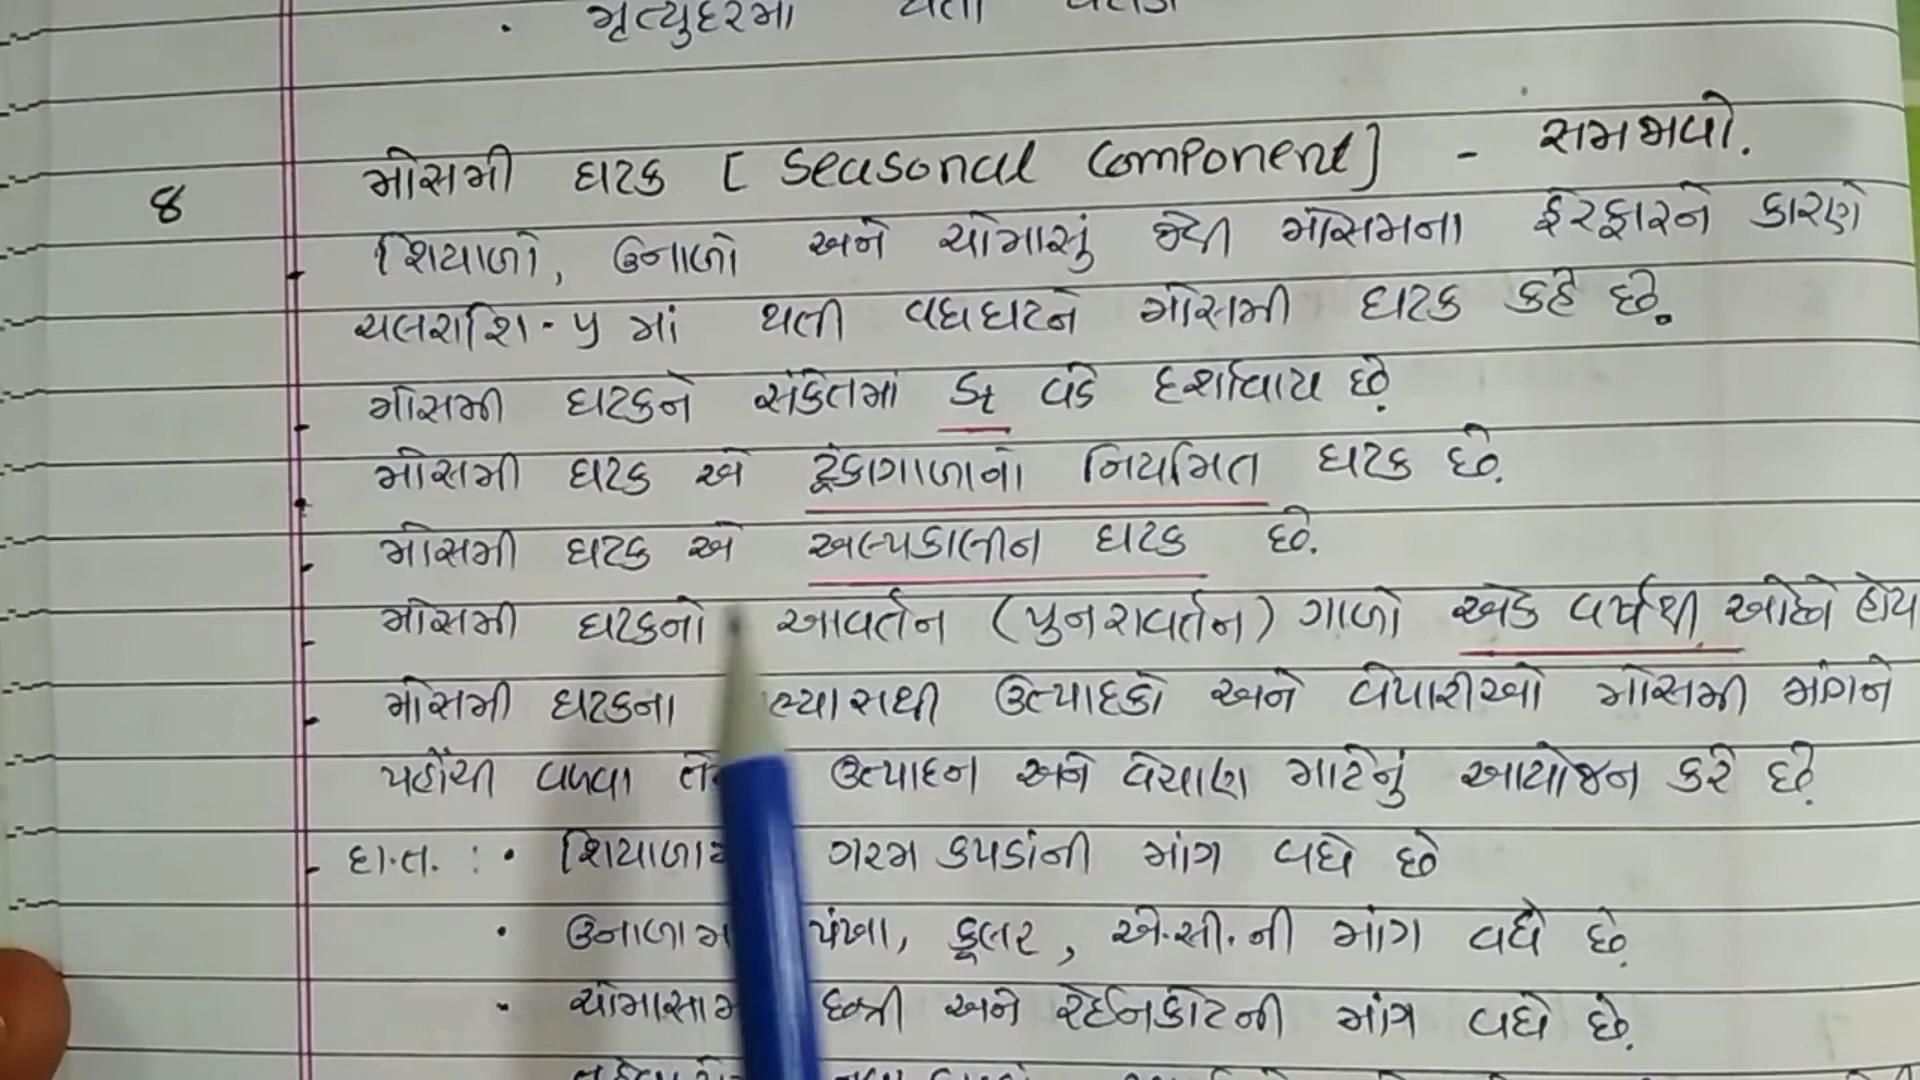 મૃત્યુદરમાં થતો
8 મોસમી ઘટક [Seasonal Component] - સમજાવો.
શિયાળો, ઉનાળો અને ચોમાસું જેવી મોસમના ફેરફારને કારણે
ચલરાશિ - y માં થતી વધઘટને મોસમી ઘટક કહે છે.
મોસમી ઘટકને સંકેતમાં St વડે દર્શાવાય છે.
મોસમી ઘટક એ ટૂંકાગાળાનો નિયમિત ઘટક છે.
મોસમી ઘટક એ અલ્પકાલીન ઘટક છે.
મોસમી ઘટકનો આવર્તન (પુનરાવર્તન) ગાળો એક વર્ષથી ઓછો હોય
મોસમી ઘટકના ઉત્પાદકો અને વેપારીઓ મોસમી માંગને
પહોંચી વળવા ઉત્પાદન અને વેચાણ માટેનું આયોજન કરે છે.
દા.ત. : • શિયાળામાં ગરમ કપડાંની માંગ વધે છે
• ઉનાળામાં પંખા, કૂલર, એ.સી. ની માંગ વધે છે.
• ચોમાસામાં છત્રી અને રેઈનકોટની માંગ વધે છે.